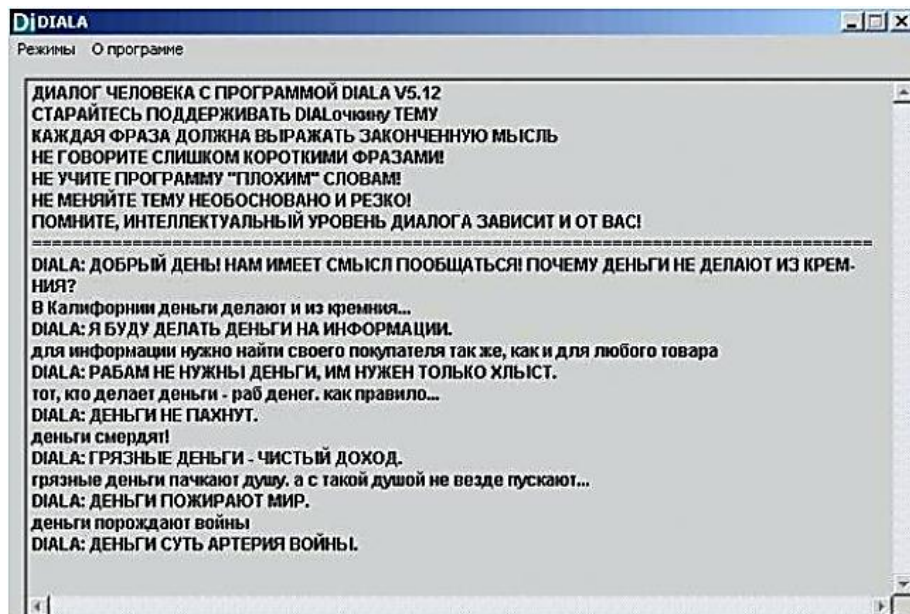 Di DIALA
Режимы О программе
ДИАЛОГ ЧЕЛОВЕКА С ПРОГРАММОЙ DIALA V5.12
СТАРАЙТЕСЬ ПОДДЕРЖИВАТЬ DIALочкину ТЕМУ
КАЖДАЯ ФРАЗА ДОЛЖНА ВЫРАЖАТЬ ЗАКОНЧЕННУЮ МЫСЛЬ
НЕ ГОВОРИТЕ СЛИШКОМ КОРОТКИМИ ФРАЗАМИ!
НЕ УЧИТЕ ПРОГРАММУ "ПЛОХИМ" СЛОВАМ!
НЕ МЕНЯЙТЕ ТЕМУ НЕОБОСНОВАНО И РЕЗКО!
ПОМНИТЕ, ИНТЕЛЛЕКТУАЛЬНЫЙ УРОВЕНЬ ДИАЛОГА ЗАВИСИТ И ОТ ВАС!
DIALA: ДОБРЫЙ ДЕНЬ! НАМ ИМЕЕТ СМЫСЛ ПООБЩАТЬСЯ! ПОЧЕМУ ДЕНЬГИ НЕ ДЕЛАЮТ ИЗ КРЕМ-
НИЯ?
В Калифорнии деньги делают и из кремния...
DIALA: Я БУДУ ДЕЛАТЬ ДЕНЬГИ НА ИНФОРМАЦИИ.
для информации нужно найти своего покупателя так же, как и для любого товара
DIALA: РАБАМ НЕ НУЖНЫ ДЕНЬГИ, ИМ НУЖЕН ТОЛЬКО ХЛЫСТ.
тот, кто делает деньги - раб денег. как правило...
DIALA: ДЕНЬГИ НЕ ПАХНУТ.
деньги смердят!
DIALA: ГРЯЗНЫЕ ДЕНЬГИ - ЧИСТЫЙ ДОХОД.
грязные деньги пачкают душу. а с такой душой не везде пускают...
DIALA: ДЕНЬГИ ПОЖИРАЮТ МИР.
деньги порождают войны
DIALA: ДЕНЬГИ СУТЬ АРТЕРИЯ ВОЙНЫ.